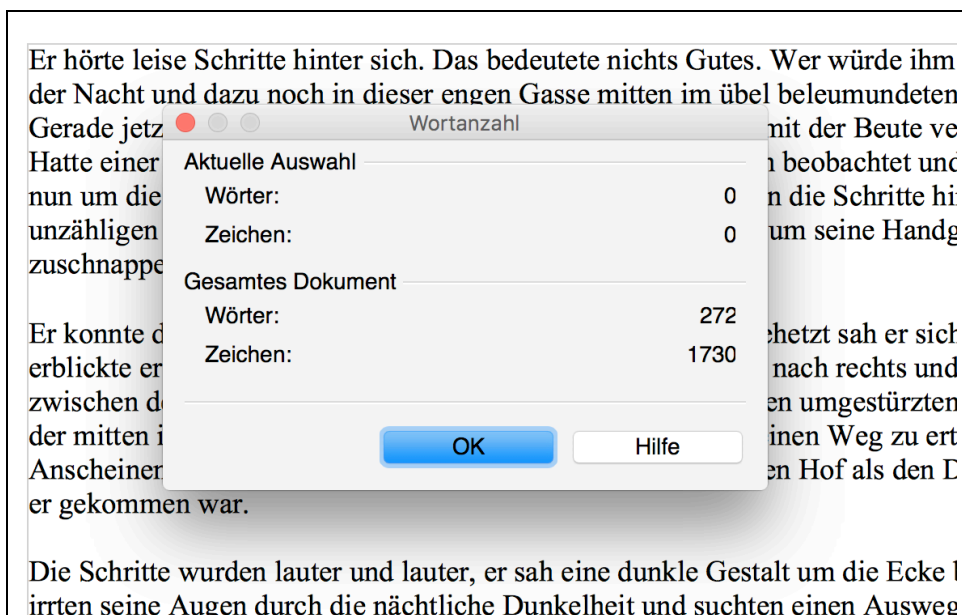 Er hörte leise Schritte hinter sich. Das bedeutete nichts Gutes. Wer würde ihm
der Nacht und dazu noch in dieser engen Gasse mitten im übel beleumundeten
Gerade jetz
mit der Beute ve
Wortanzahl
Hatte einer
beobachtet und
Aktuelle Auswahl
nun um die
die Schritte hi
Wörter: 0
unzähligen
um seine Handg
Zeichen: 0
zuschnappe
Gesamtes Dokument
Wörter: 272
Er konnte d
ehetzt sah er sich
Zeichen: 1730
erblickte er
nach rechts und
zwischen de
en umgestürzten
der mitten i
inen Weg zu ert
OK
Hilfe
Anscheinen
en Hof als den D
er gekommen war.
Die Schritte wurden lauter und lauter, er sah eine dunkle Gestalt um die Ecke b
irrten seine Augen durch die nächtliche Dunkelheit und suchten einen Ausweg